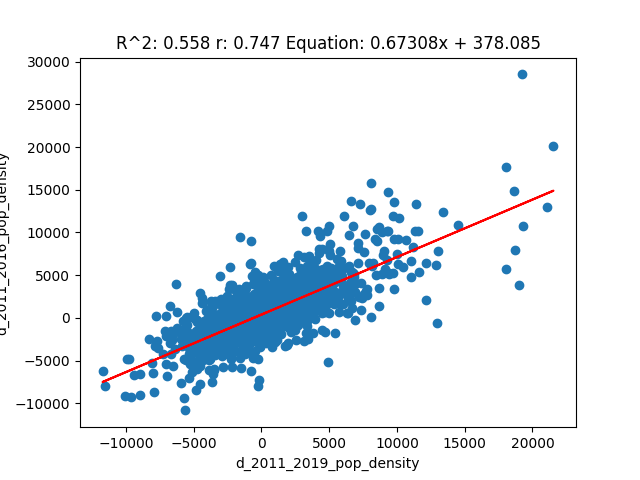 R^2: 0.558 r: 0.747 Equation: 0.67308x + 378.085
30000
25000
20000
15000
10000
5000
0
−5000
−10000
d_2011_2016_pop_density
−10000 −5000 0 5000 10000 15000 20000
d_2011_2019_pop_density